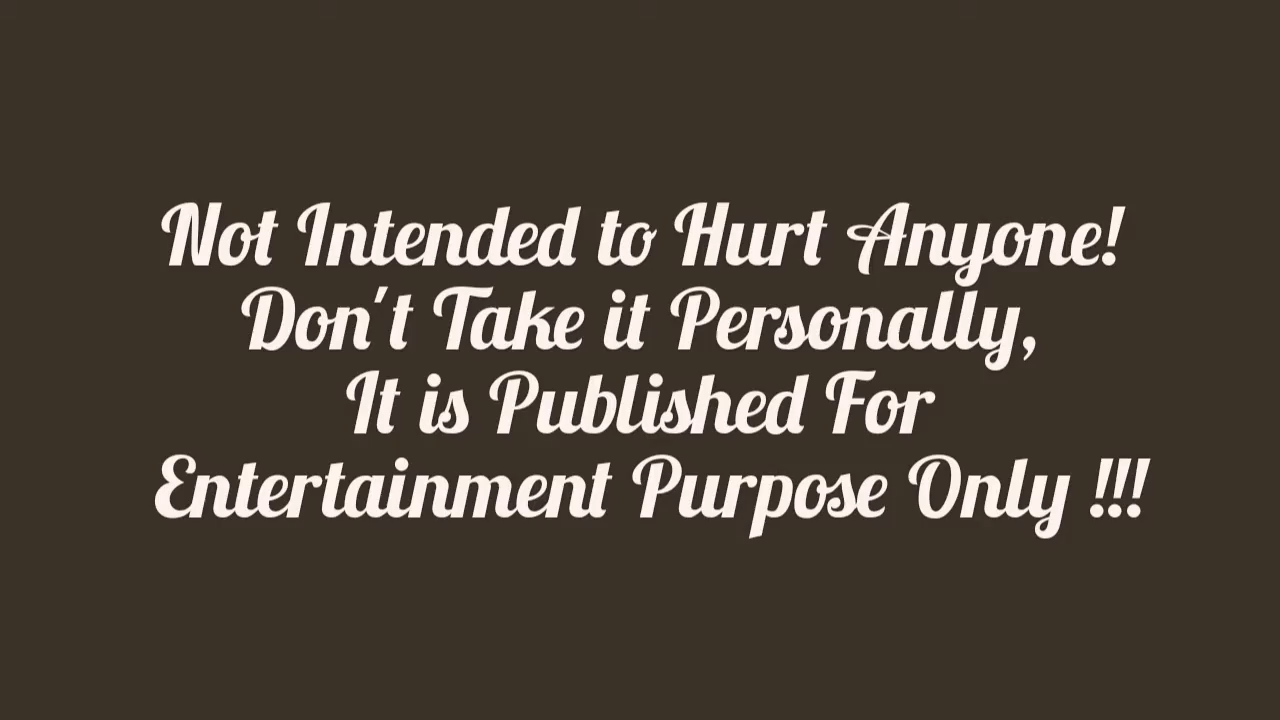 Not Intended to Hurt Anyone!
Don't Take it Personally,
It is Published For
Entertainment Purpose Only !!!